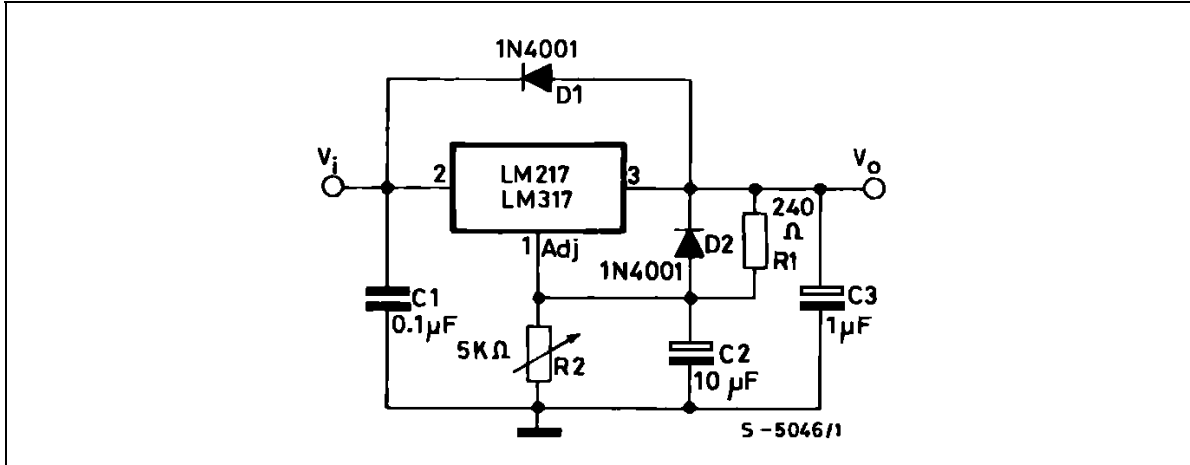 1N4001
D1
Vi
2
LM217
LM317
3
Vo
1
Adj
D2
1N4001
240
Ω
R1
C1
0.1µF
5KΩ
R2
C2
10 µF
C3
1µF
S-5046/1